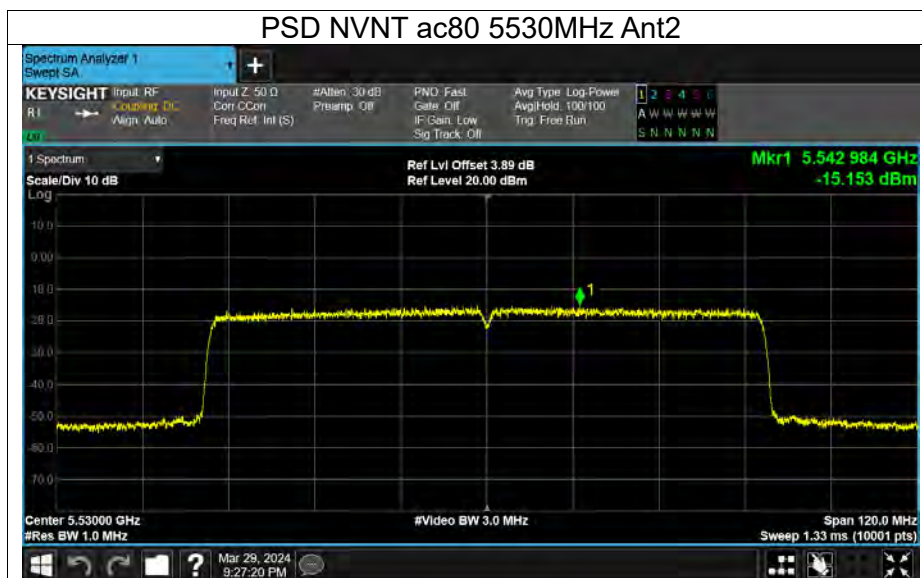 PSD NVNT ac80 5530MHz Ant2
Spectrum Analyzer 1
Swept SA
+
KEYSIGHT Input: RF Input Z: 50 Ω #Atten: 30 dB PNO: Fast Avg Type: Log-Power 1 2 3 4 5 6
Coupling: DC Corr CCorr Preamp: Off Gate: Off Avg|Hold: 100/100 A W W W W W
Align: Auto Freq Ref: Int (S) IF Gain: Low Trig: Free Run
Sig Track: Off S N N N N N
1 Spectrum Ref Lvl Offset 3.89 dB Mkr1 5.542 984 GHz
Scale/Div 10 dB Ref Level 20.00 dBm -15.153 dBm
Log
10.0
0.00
-10.0
1
-20.0
-30.0
-40.0
-50.0
-60.0
-70.0
Center 5.53000 GHz #Video BW 3.0 MHz Span 120.0 MHz
#Res BW 1.0 MHz Sweep 1.33 ms (10001 pts)
? Mar 29, 2024
9:27:20 PM